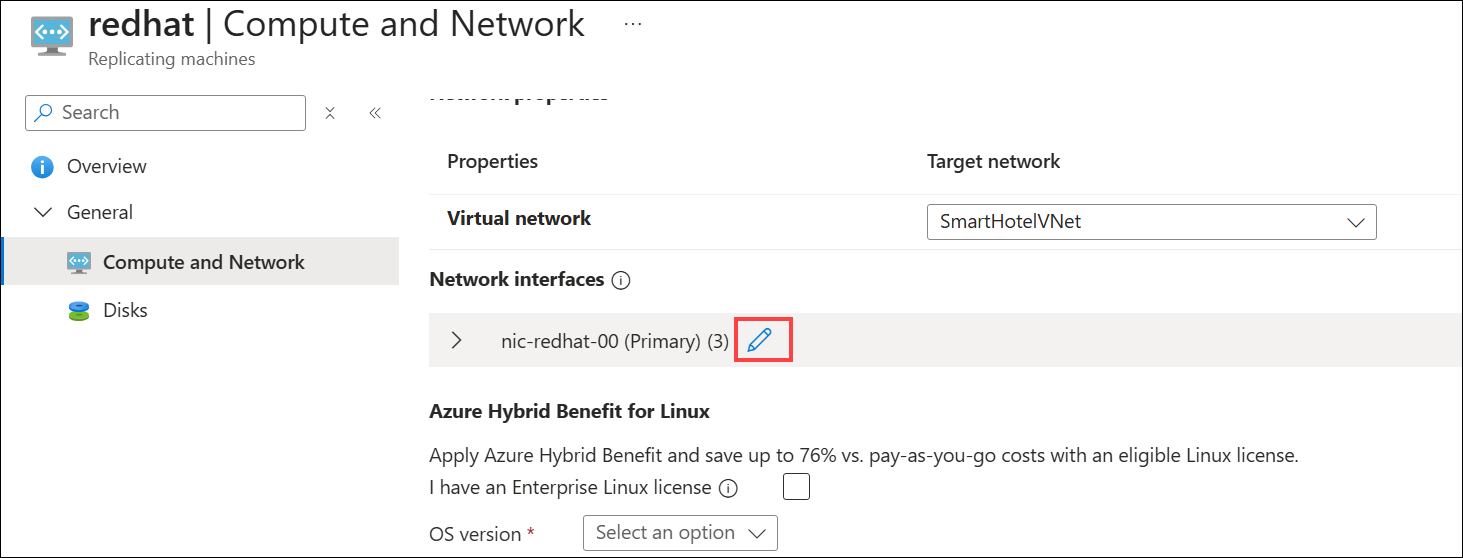 redhat | Compute and Network ...
Replicating machines
Search
Overview
General
Compute and Network
Disks
Network properties
Properties Target network
Virtual network SmartHotelVNet
Network interfaces
nic-redhat-00 (Primary) (3)
Azure Hybrid Benefit for Linux
Apply Azure Hybrid Benefit and save up to 76% vs. pay-as-you-go costs with an eligible Linux license.
I have an Enterprise Linux license
OS version * Select an option